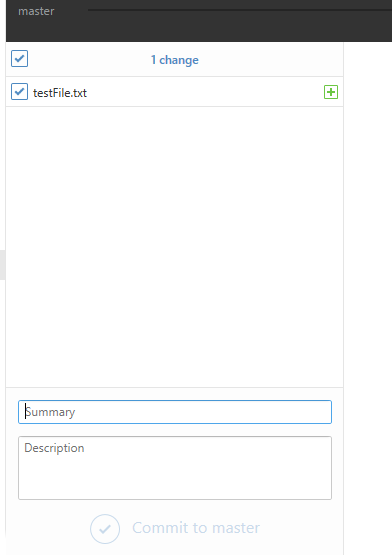 master
1 change
testFile.txt
Summary
Description
Commit to master